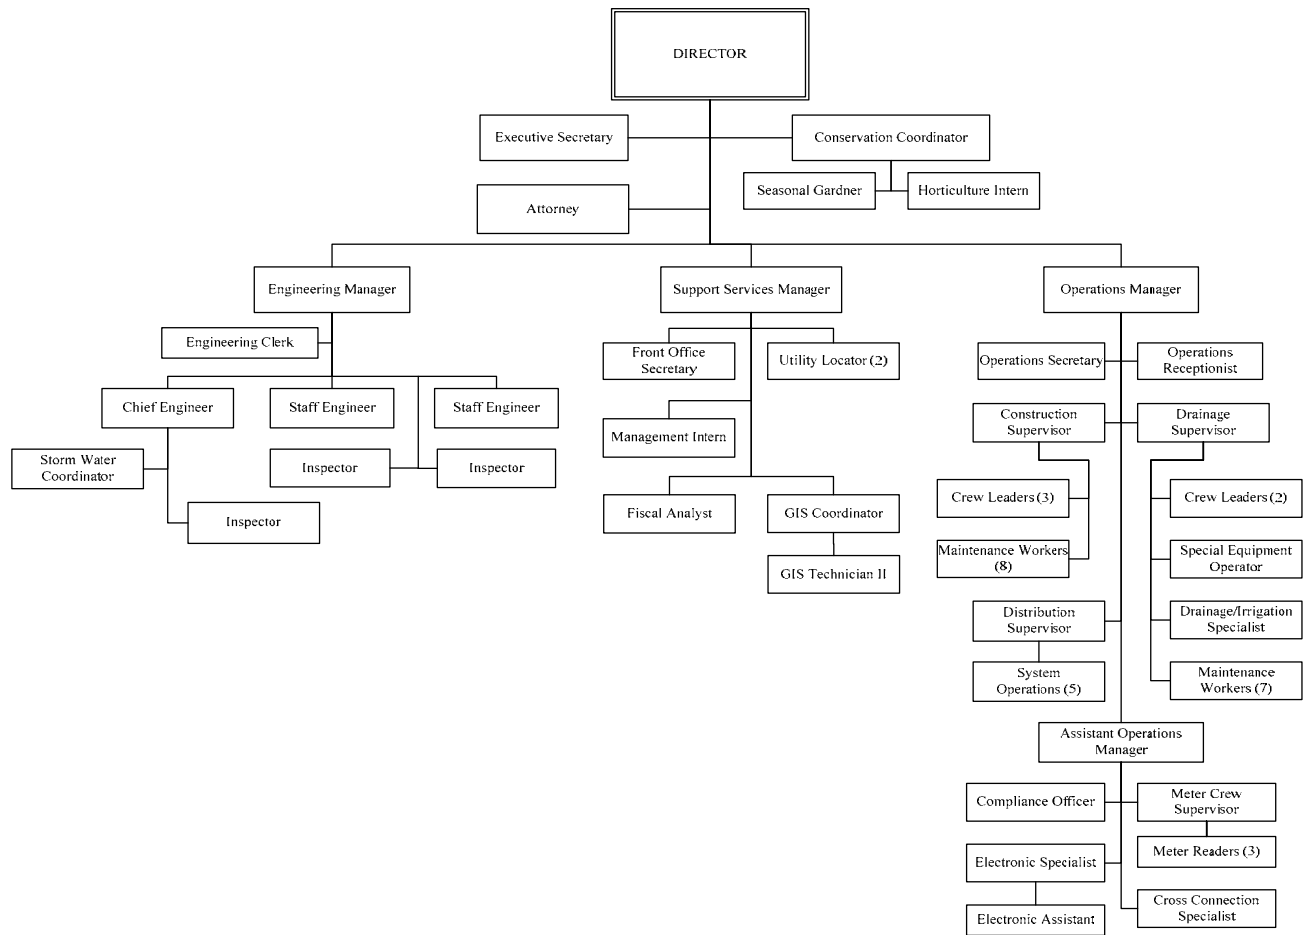 DIRECTOR
Executive Secretary
Conservation Coordinator
Seasonal Gardner
Horticulture Intern
Attorney
Engineering Manager
Support Services Manager
Operations Manager
Engineering Clerk
Front Office
Secretary
Utility Locator (2)
Operations Secretary
Operations
Receptionist
Chief Engineer
Staff Engineer
Staff Engineer
Management Intern
Construction
Supervisor
Drainage
Supervisor
Storm Water
Coordinator
Inspector
Inspector
Inspector
Fiscal Analyst
GIS Coordinator
GIS Technician II
Crew Leaders (3)
Crew Leaders (2)
Maintenance Workers
(8)
Special Equipment
Operator
Distribution
Supervisor
Drainage/Irrigation
Specialist
System
Operations (5)
Maintenance
Workers (7)
Assistant Operations
Manager
Compliance Officer
Meter Crew
Supervisor
Meter Readers (3)
Electronic Specialist
Electronic Assistant
Cross Connection
Specialist